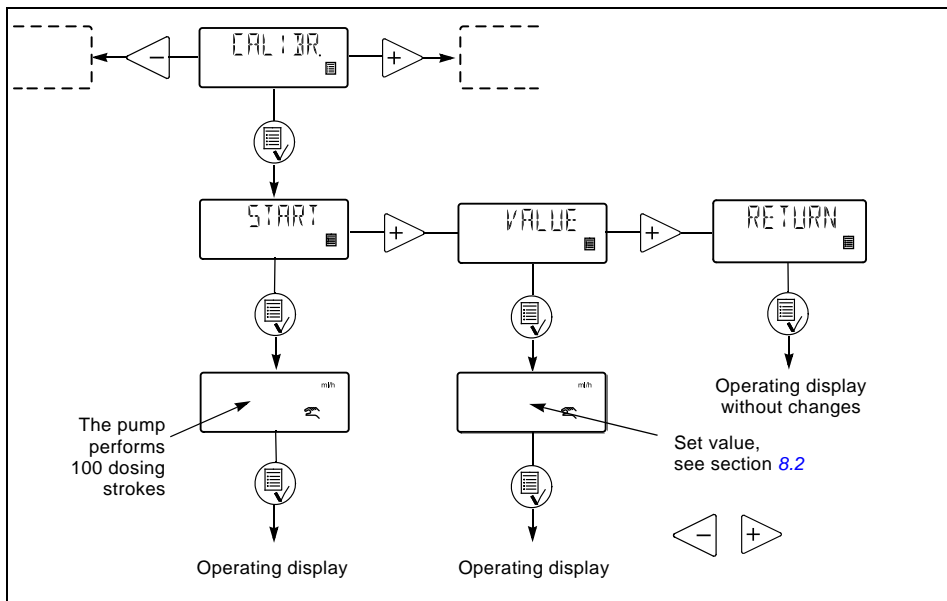 CALIBR.
START
VALUE
RETURN
ml/h
ml/h
The pump
performs
100 dosing
strokes
Set value,
see section 8.2
Operating display
without changes
Operating display
Operating display
- +